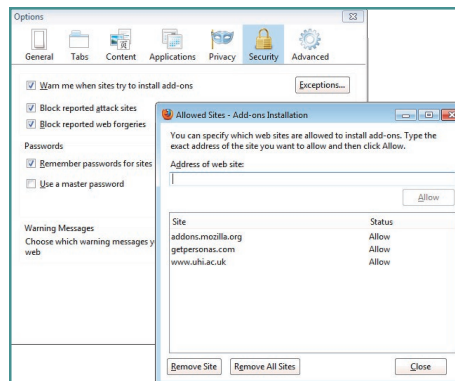 Options
General Tabs Content Applications Privacy Security Advanced
Warn me when sites try to install add-ons
Exceptions...
Block reported attack sites
Block reported web forgeries
Passwords
Remember passwords for sites
Use a master password
Warning Messages
Choose which warning messages y
web
Allowed Sites - Add-ons Installation
You can specify which web sites are allowed to install add-ons. Type the
exact address of the site you want to allow and then click Allow.
Address of web site:
Allow
Site Status
addons.mozilla.org Allow
getpersonas.com Allow
www.uhi.ac.uk Allow
Remove Site Remove All Sites Close